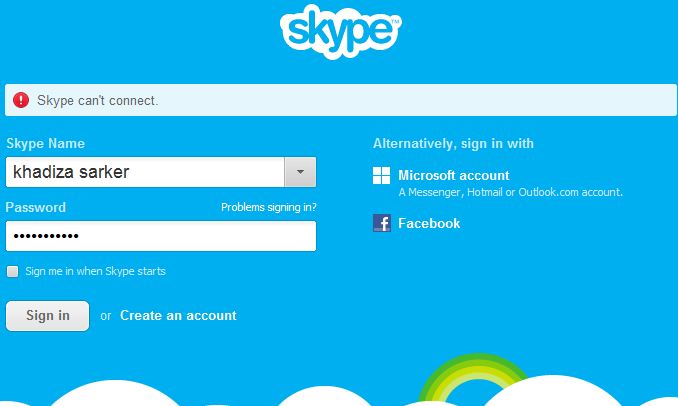 skype™
Skype can't connect.
Skype Name
khadiza sarker
Password
Problems signing in?
•••••••••••
Sign me in when Skype starts
Sign in
or
Create an account
Alternatively, sign in with
Microsoft account
A Messenger, Hotmail or Outlook.com account.
Facebook